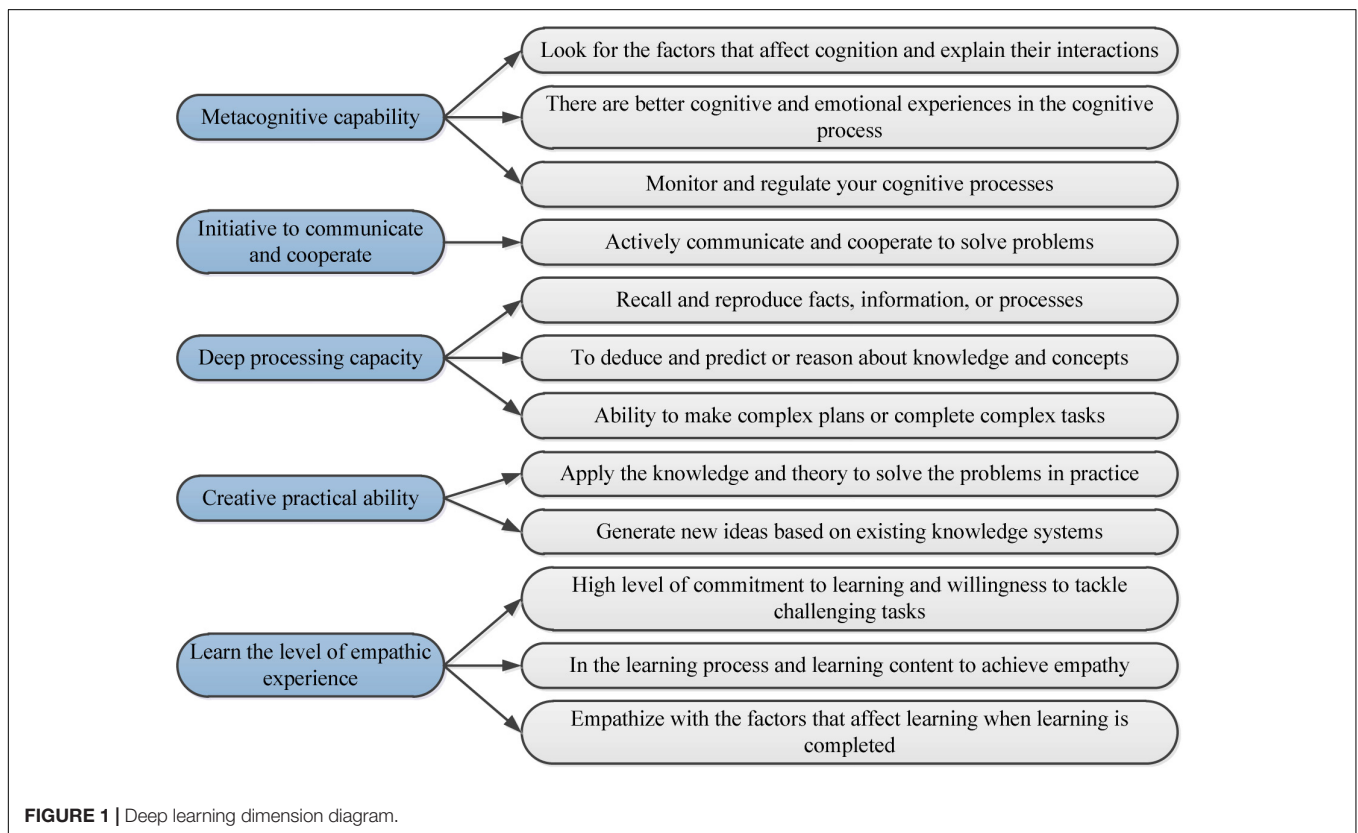 Metacognitive capability
Look for the factors that affect cognition and explain their interactions
There are better cognitive and emotional experiences in the cognitive
process
Monitor and regulate your cognitive processes
Initiative to communicate
and cooperate
Actively communicate and cooperate to solve problems
Deep processing capacity
Recall and reproduce facts, information, or processes
To deduce and predict or reason about knowledge and concepts
Ability to make complex plans or complete complex tasks
Creative practical ability
Apply the knowledge and theory to solve the problems in practice
Generate new ideas based on existing knowledge systems
Learn the level of empathic
experience
High level of commitment to learning and willingness to tackle
challenging tasks
In the learning process and learning content to achieve empathy
Empathize with the factors that affect learning when learning is
completed
FIGURE 1 | Deep learning dimension diagram.